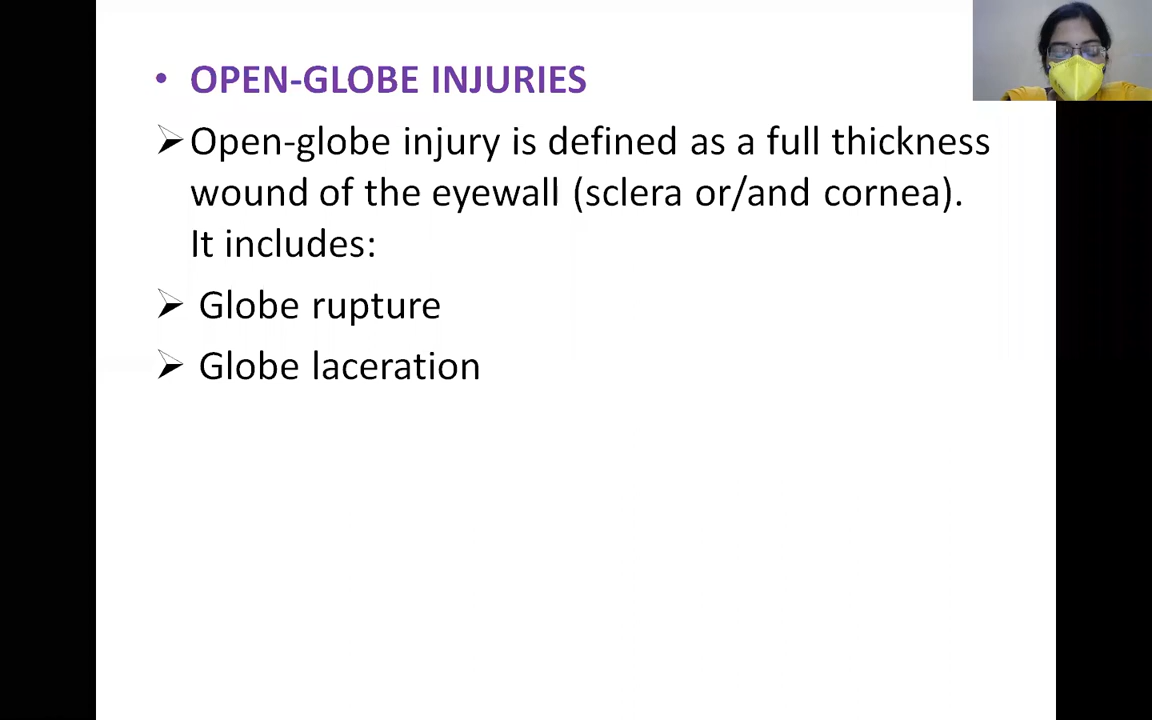 • OPEN-GLOBE INJURIES
➢ Open-globe injury is defined as a full thickness
wound of the eyewall (sclera or/and cornea).
It includes:
➢ Globe rupture
➢ Globe laceration